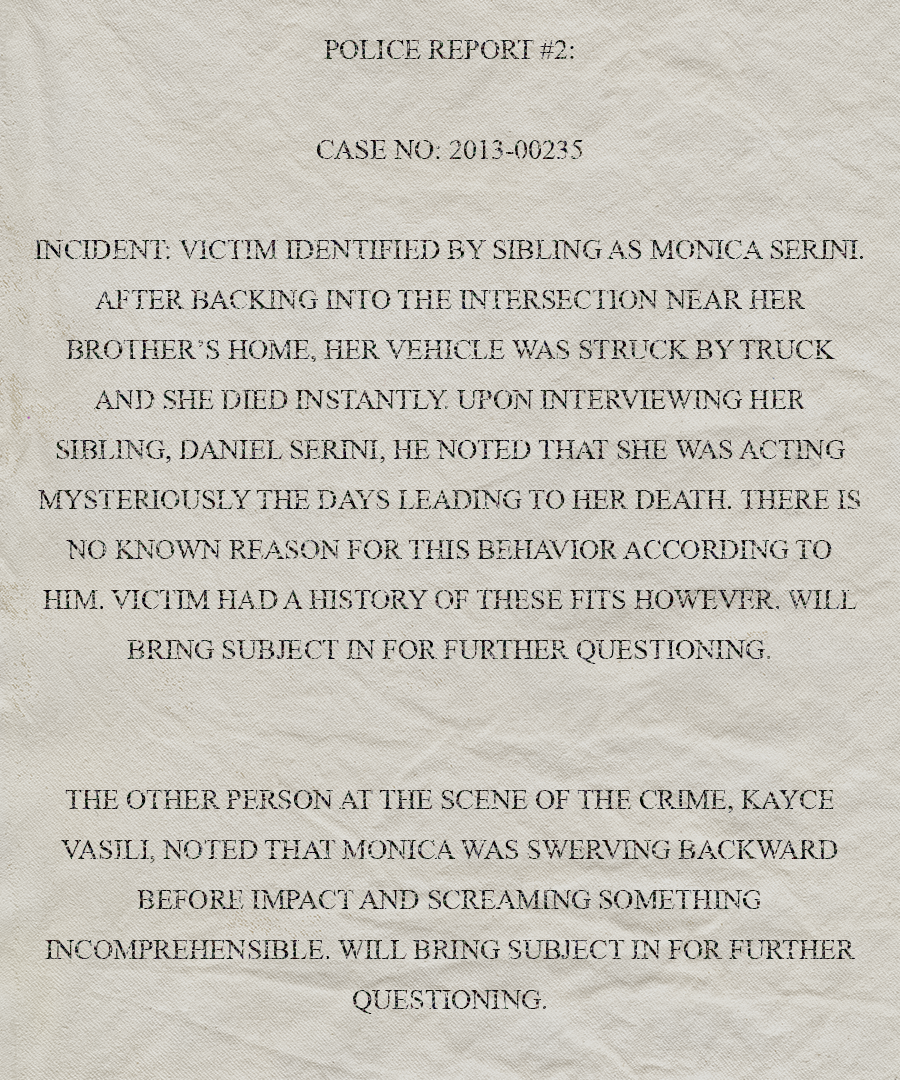 POLICE REPORT #2:
CASE NO: 2013-00235
INCIDENT: VICTIM IDENTIFIED BY SIBLING AS MONICA SERINI.
AFTER BACKING INTO THE INTERSECTION NEAR HER
BROTHER’S HOME, HER VEHICLE WAS STRUCK BY TRUCK
AND SHE DIED INSTANTLY. UPON INTERVIEWING HER
SIBLING, DANIEL SERINI, HE NOTED THAT SHE WAS ACTING
MYSTERIOUSLY THE DAYS LEADING TO HER DEATH. THERE IS
NO KNOWN REASON FOR THIS BEHAVIOR ACCORDING TO
HIM. VICTIM HAD A HISTORY OF THESE FITS HOWEVER. WILL
BRING SUBJECT IN FOR FURTHER QUESTIONING.
THE OTHER PERSON AT THE SCENE OF THE CRIME, KAYCE
VASILI, NOTED THAT MONICA WAS SWERVING BACKWARD
BEFORE IMPACT AND SCREAMING SOMETHING
INCOMPREHENSIBLE. WILL BRING SUBJECT IN FOR FURTHER
QUESTIONING.